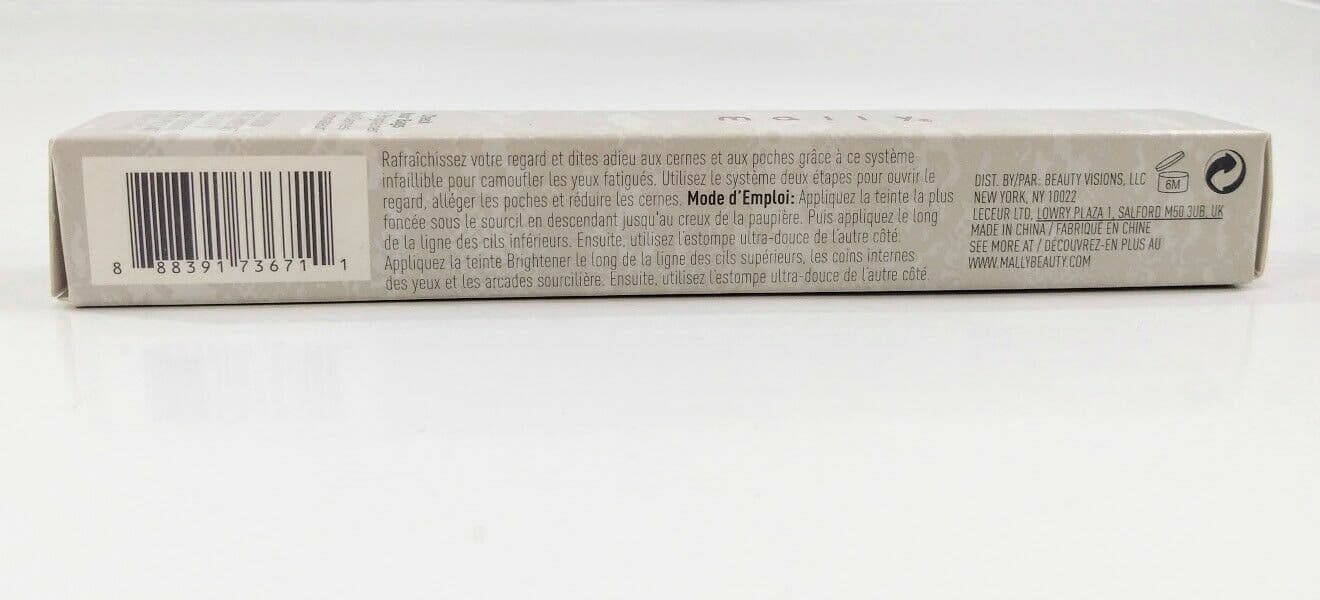 mally®
Rafraîchissez votre regard et dites adieu aux cernes et aux poches grâce à ce système
infaillible pour camoufler les yeux fatigués. Utilisez le système deux étapes pour ouvrir le
regard, alléger les poches et réduire les cernes. Mode d'Emploi: Appliquez la teinte la plus
foncée sous le sourcil en descendant jusqu'au creux de la paupière. Puis appliquez le long
de la ligne des cils inférieurs. Ensuite, utilisez l'estompe ultra-douce de l'autre côté.
Appliquez la teinte Brightener le long de la ligne des cils supérieurs, les coins internes
des yeux et les arcades sourcilière. Ensuite, utilisez l'estompe ultra-douce de l'autre côté.
8 88391 73671 1
DIST. BY/PAR: BEAUTY VISIONS, LLC
NEW YORK, NY 10022
LECEUR LTD, LOWRY PLAZA 1, SALFORD M50 3UB, UK
MADE IN CHINA / FABRIQUÉ EN CHINE
SEE MORE AT / DÉCOUVREZ-EN PLUS AU
WWW.MALLYBEAUTY.COM
6M